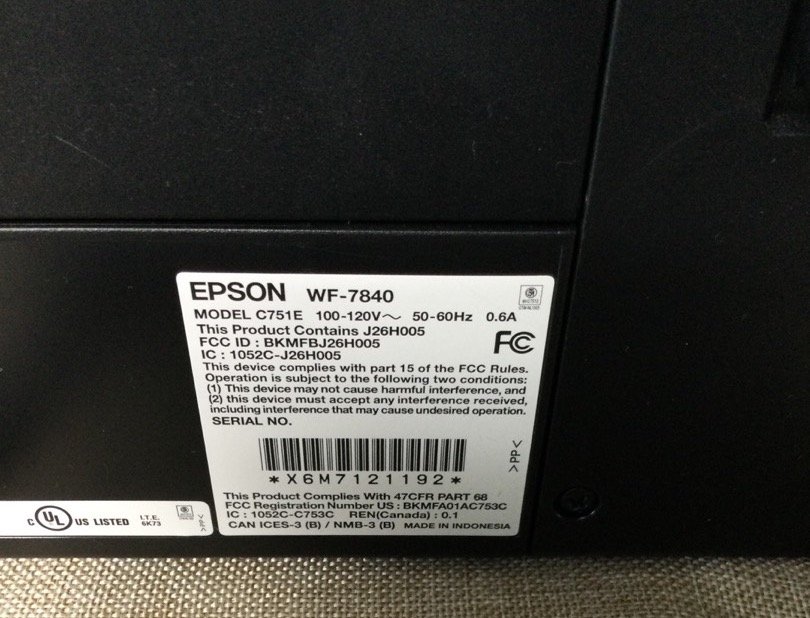 EPSON WF-7840
MODEL C751E 100-120V～ 50-60Hz 0.6A
This Product Contains J26H005
FCC ID : BKMFBJ26H005
IC : 1052C-J26H005
FC
This device complies with part 15 of the FCC Rules.
Operation is subject to the following two conditions:
(1) This device may not cause harmful interference, and
(2) this device must accept any interference received,
including interference that may cause undesired operation.
SERIAL NO.
*X6M7121192*
>PP<
This Product Complies With 47CFR PART 68
FCC Registration Number US : BKMFA01AC753C
IC : 1052C-C753C REN(Canada) : 0.1
CAN ICES-3 (B) / NMB-3 (B) MADE IN INDONESIA
C UL US LISTED I.T.E. 6K73
>PP<